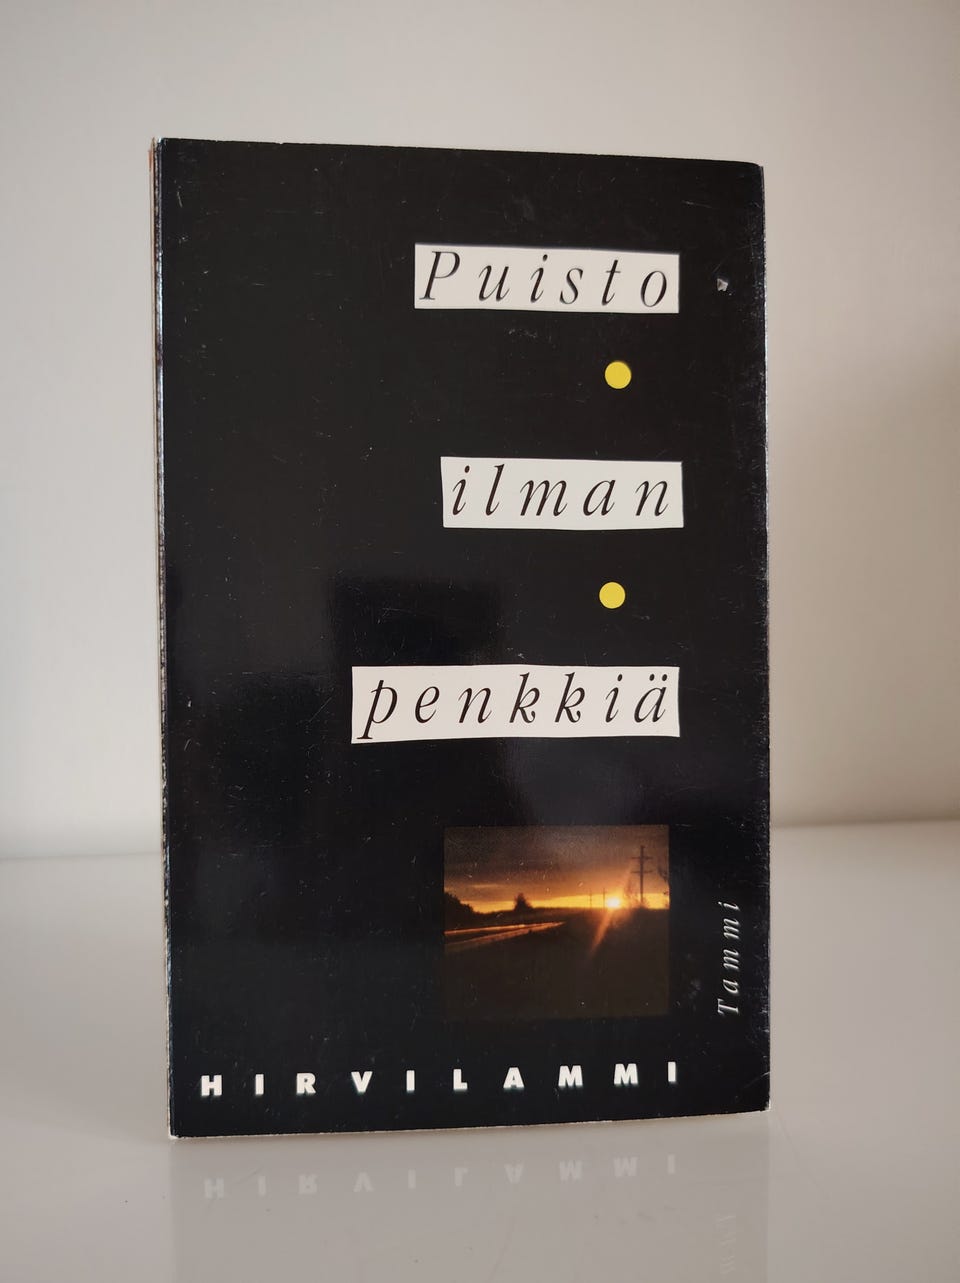 Puisto
ilman
penkkiä
Tammi
HIRVILAMMI